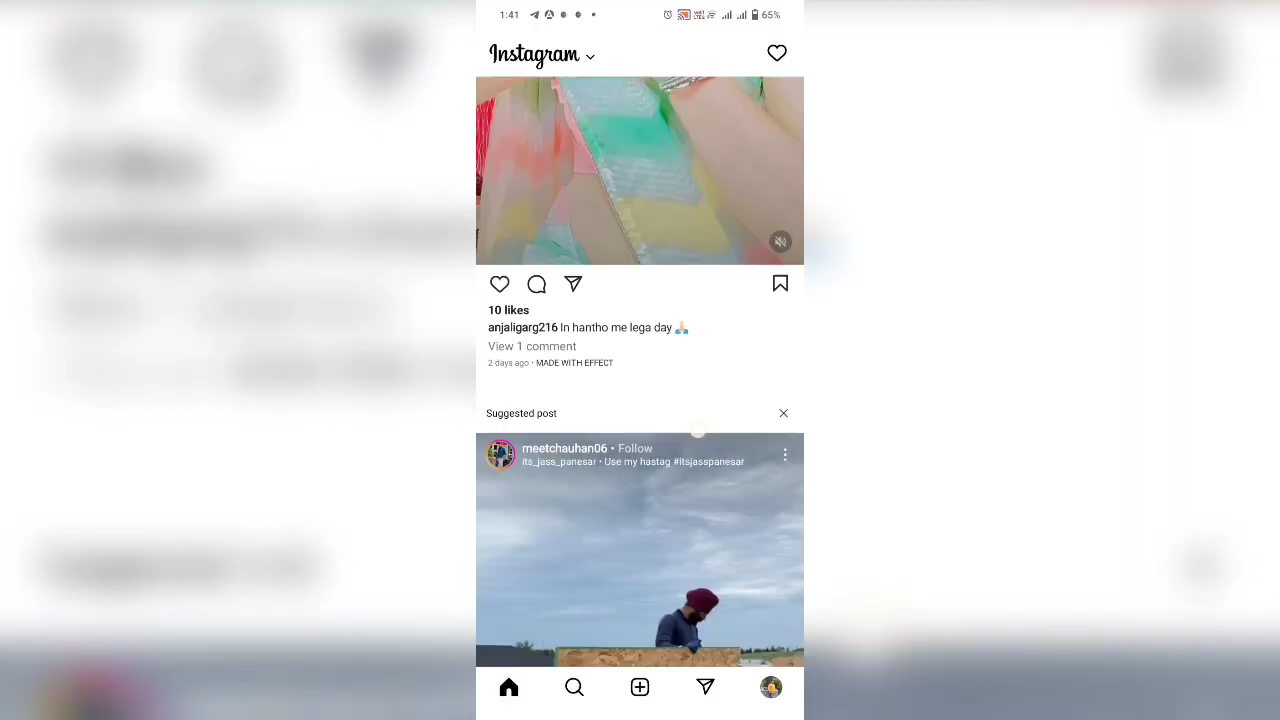 1:41
65%
Instagram
10 likes
anjaligarg216 In hantho me lega day 🙏
View 1 comment
2 days ago • MADE WITH EFFECT
Suggested post
meetchauhan06 • Follow
its_jass_panesar • Use my hastag #itsjasspanesar